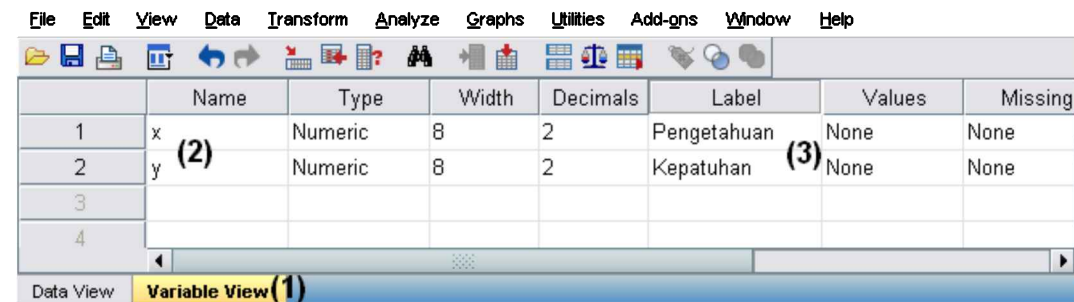 File Edit View Data Transform Analyze Graphs Utilities Add-ons Window Help
Name Type Width Decimals Label Values Missing
1 x Numeric 8 2 Pengetahuan None None
(2) (3)
2 y Numeric 8 2 Kepatuhan None None
3
4
Data View Variable View (1)